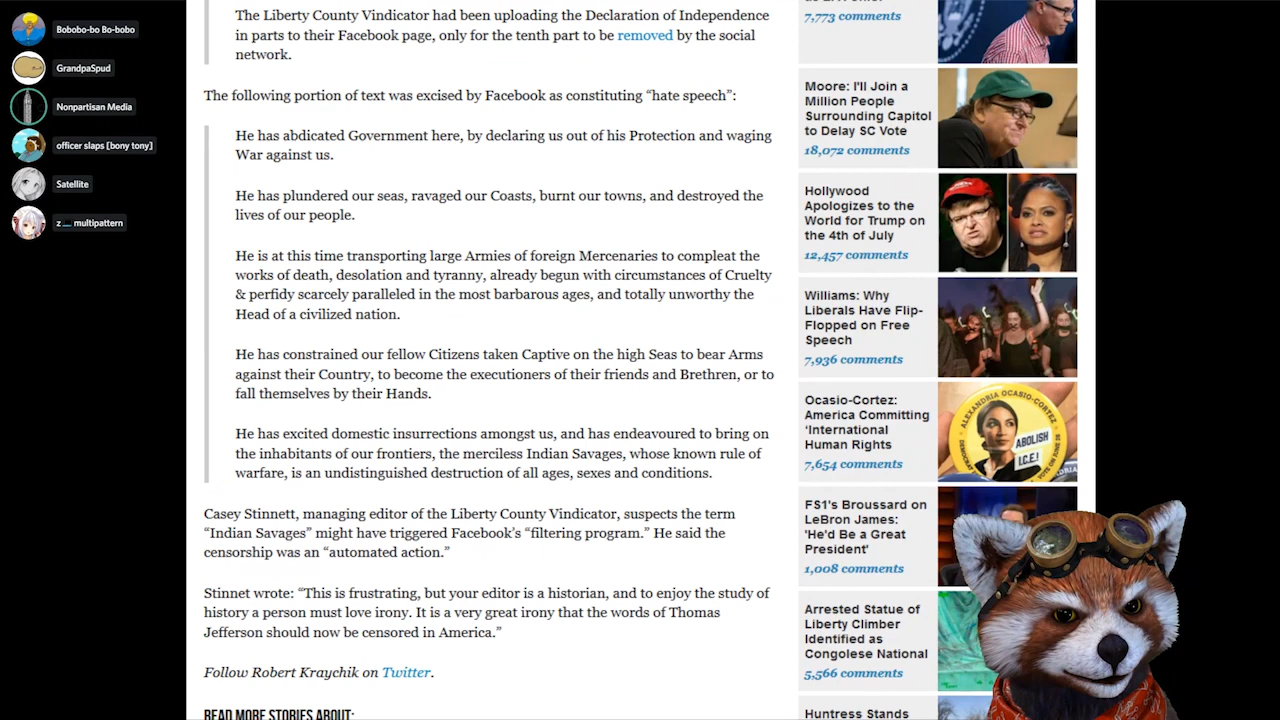 Bobobo-bo Bo-bobo
GrandpaSpud
Nonpartisan Media
officer slaps [bony tony]
Satellite
z__ multipattern
The Liberty County Vindicator had been uploading the Declaration of Independence
in parts to their Facebook page, only for the tenth part to be removed by the social
network.
The following portion of text was excised by Facebook as constituting “hate speech”:
He has abdicated Government here, by declaring us out of his Protection and waging
War against us.
He has plundered our seas, ravaged our Coasts, burnt our towns, and destroyed the
lives of our people.
He is at this time transporting large Armies of foreign Mercenaries to compleat the
works of death, desolation and tyranny, already begun with circumstances of Cruelty
& perfidy scarcely paralleled in the most barbarous ages, and totally unworthy the
Head of a civilized nation.
He has constrained our fellow Citizens taken Captive on the high Seas to bear Arms
against their Country, to become the executioners of their friends and Brethren, or to
fall themselves by their Hands.
He has excited domestic insurrections amongst us, and has endeavoured to bring on
the inhabitants of our frontiers, the merciless Indian Savages, whose known rule of
warfare, is an undistinguished destruction of all ages, sexes and conditions.
Casey Stinnett, managing editor of the Liberty County Vindicator, suspects the term
“Indian Savages” might have triggered Facebook’s “filtering program.” He said the
censorship was an “automated action.”
Stinnet wrote: “This is frustrating, but your editor is a historian, and to enjoy the study of
history a person must love irony. It is a very great irony that the words of Thomas
Jefferson should now be censored in America.”
Follow Robert Kraychik on Twitter.
READ MORE STORIES ABOUT:
7,773 comments
Moore: I'll Join a
Million People
Surrounding Capitol
to Delay SC Vote
18,072 comments
Hollywood
Apologizes to the
World for Trump on
the 4th of July
12,457 comments
Williams: Why
Liberals Have Flip-
Flopped on Free
Speech
7,936 comments
Ocasio-Cortez:
America Committing
‘International
Human Rights
7,654 comments
ALEXANDRIA OCASIO-CORTEZ
ABOLISH
I.C.E.!
FS1's Broussard on
LeBron James:
'He'd Be a Great
President'
1,008 comments
Arrested Statue of
Liberty Climber
Identified as
Congolese National
5,566 comments
Huntress Stands